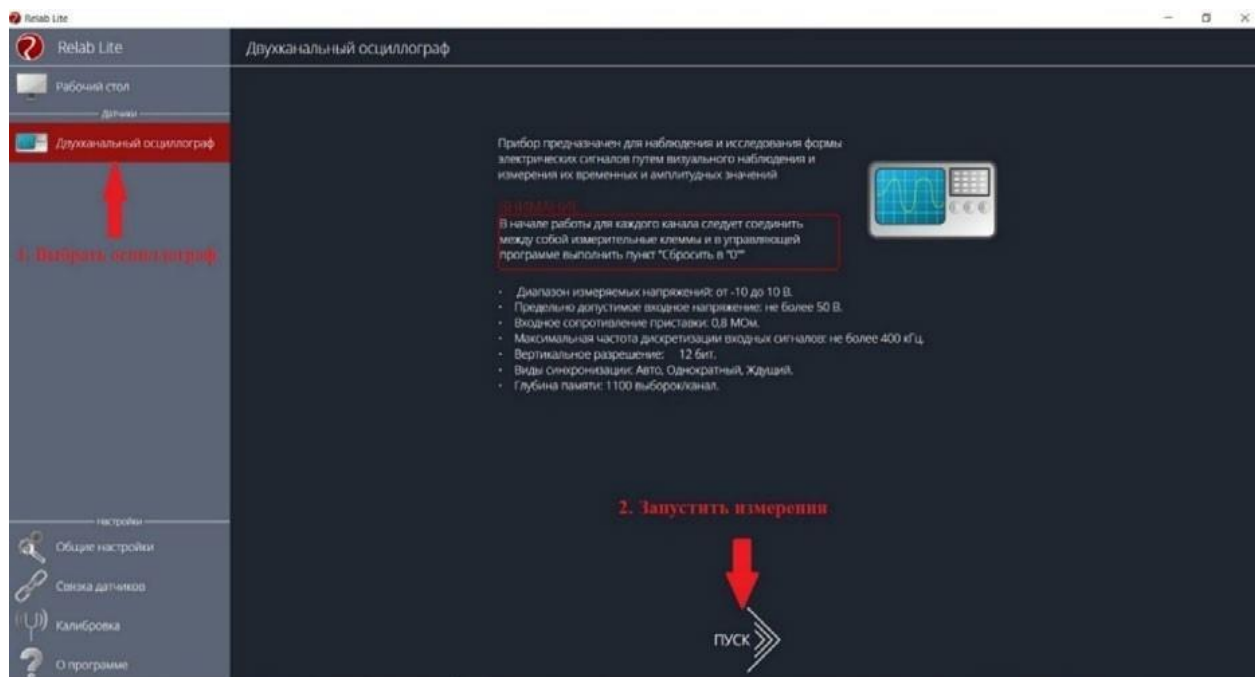 Relab Lite
Relab Lite
Двухканальный осциллограф
Рабочий стол
Датчики
Двухканальный осциллограф
1. Выбрать осциллограф
Прибор предназначен для наблюдения и исследования формы
электрических сигналов путем визуального наблюдения и
измерения их временных и амплитудных значений
ВНИМАНИЕ!
В начале работы для каждого канала следует соединить
между собой измерительные клеммы и в управляющей
программе выполнить пункт "Сбросить в "0""
· Диапазон измеряемых напряжений: от -10 до 10 В.
· Предельно допустимое входное напряжение: не более 50 В.
· Входное сопротивление приставки: 0,8 МОм.
· Максимальная частота дискретизации входных сигналов: не более 400 кГц.
· Вертикальное разрешение: 12 бит.
· Виды синхронизации: Авто, Однократный, Ждущий.
· Глубина памяти: 1100 выборок/канал.
2. Запустить измерения
ПУСК
Настройки
Общие настройки
Связка датчиков
Калибровка
О программе